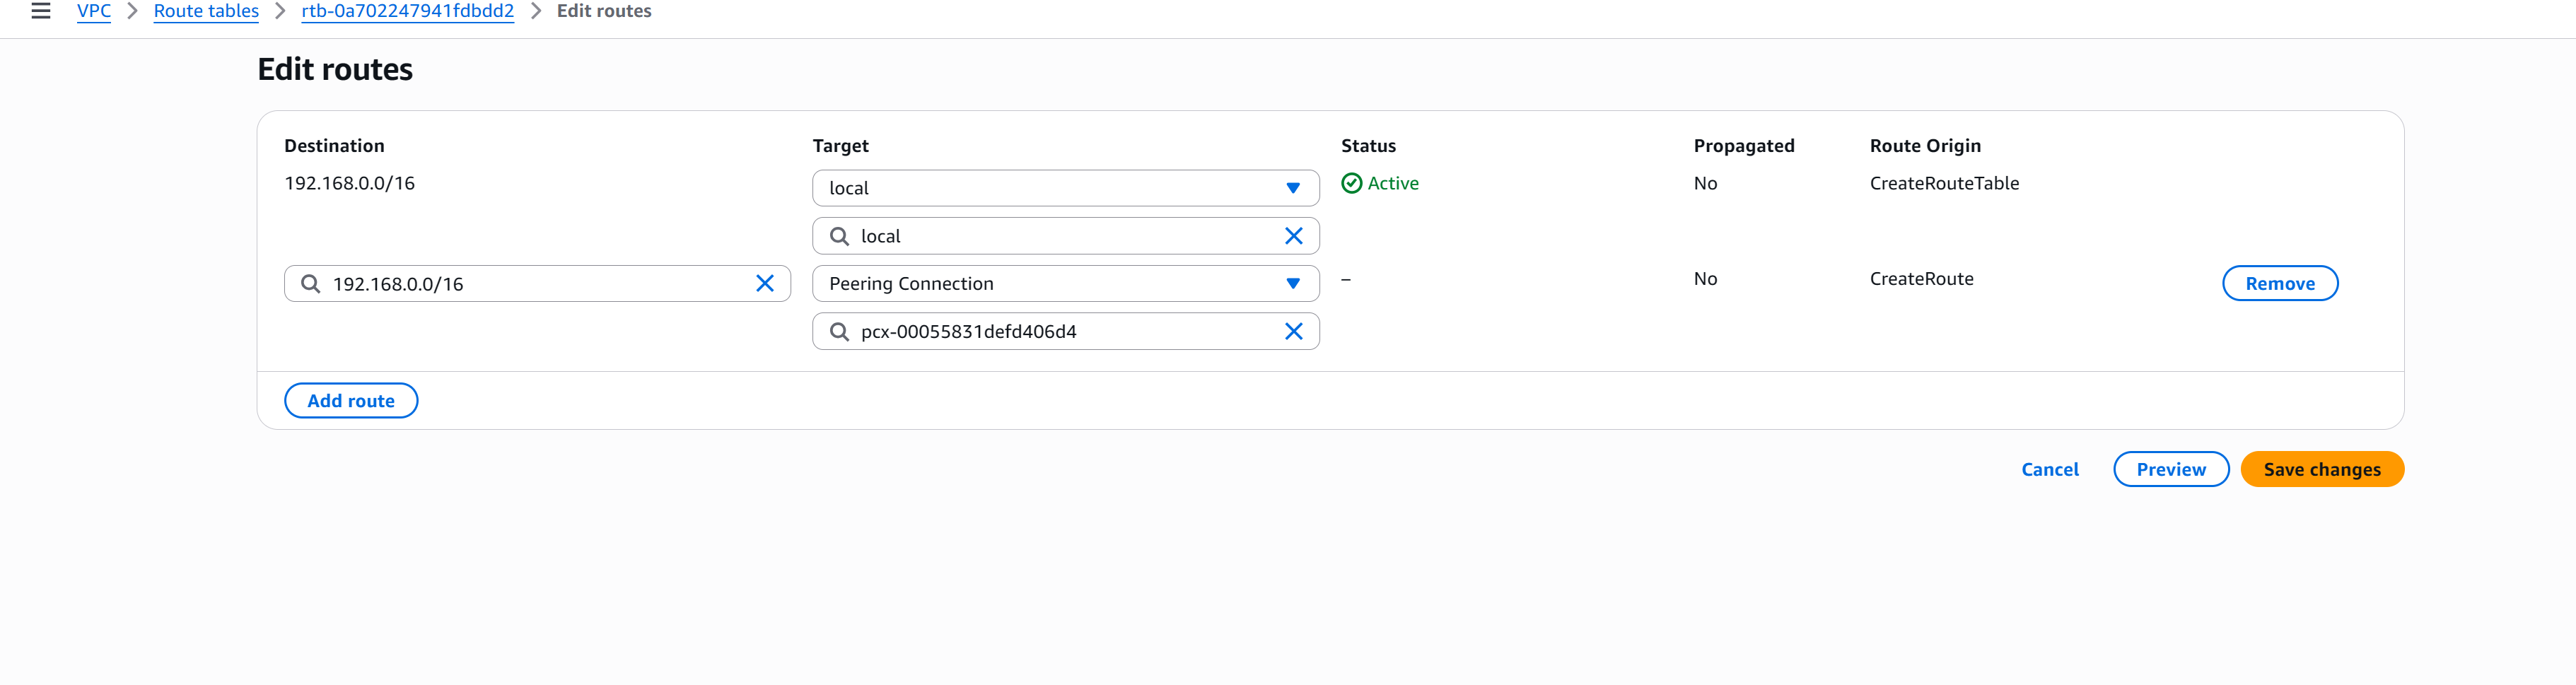 VPC > Route tables > rtb-0a702247941fdbdd2 > Edit routes
Edit routes
Destination Target Status Propagated Route Origin
192.168.0.0/16 local Active No CreateRouteTable
local
192.168.0.0/16 Peering Connection – No CreateRoute Remove
pcx-00055831defd406d4
Add route
Cancel Preview Save changes